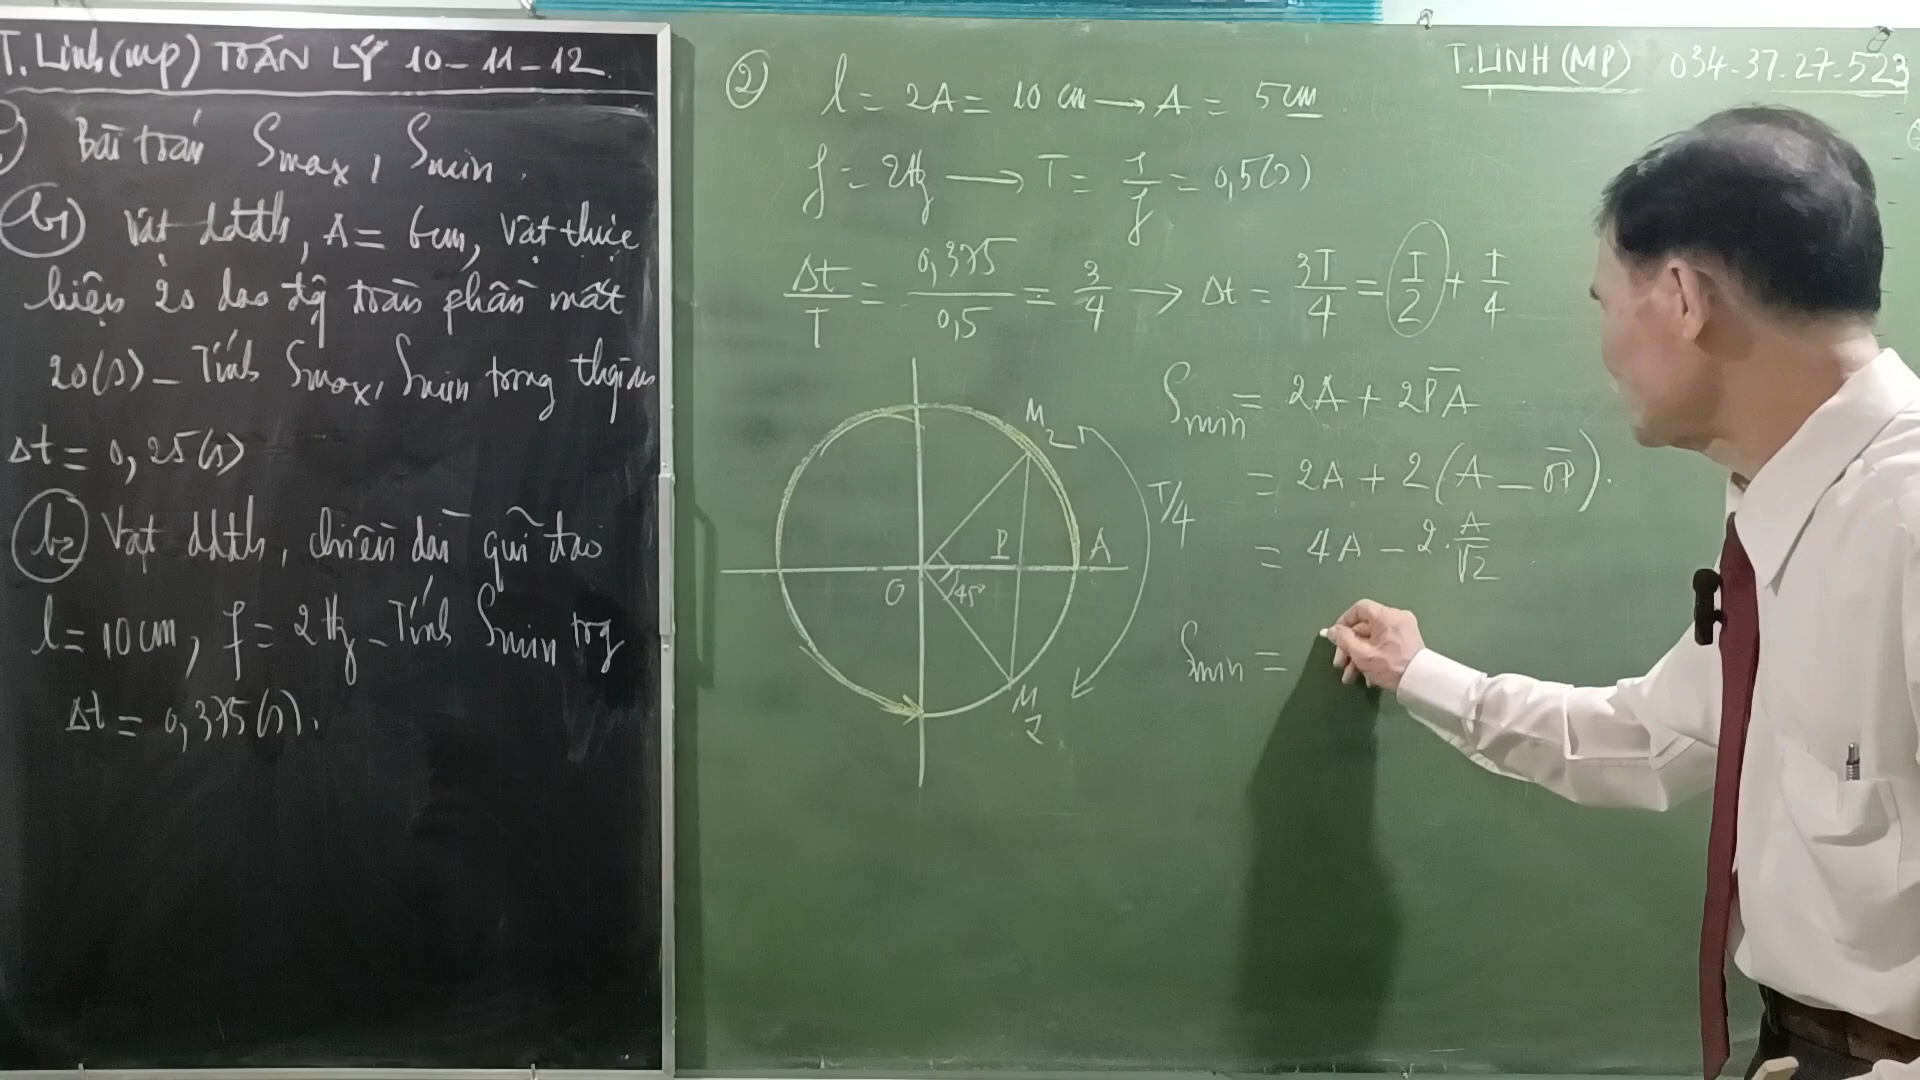 T. Linh (MP) TOÁN LÝ 10 - 11 - 12
Bài toán Smax, Smin.
b1) Vật dđđh, A = 6cm, Vật thực
hiện 20 dao độ toàn phần mất
20(s) - Tính Smax, Smin trong thgian
Δt = 0,25(s)
b2) Vật dđđh, chiều dài quĩ đạo
l = 10cm, f = 2Hz - Tính Smin trg
Δt = 0,375(s).
T. LINH (MP) 034.37.27.523
2) l = 2A = 10 cm → A = 5cm
f = 2Hz → T = 1/f = 0,5(s)
Δt/T = 0,375/0,5 = 3/4 → Δt = 3T/4 = T/2 + T/4
Smin = 2A + 2PA
= 2A + 2(A - OP).
= 4A - 2.A/√2
Smin =
M2
T/4
P
A
O
45°
M2